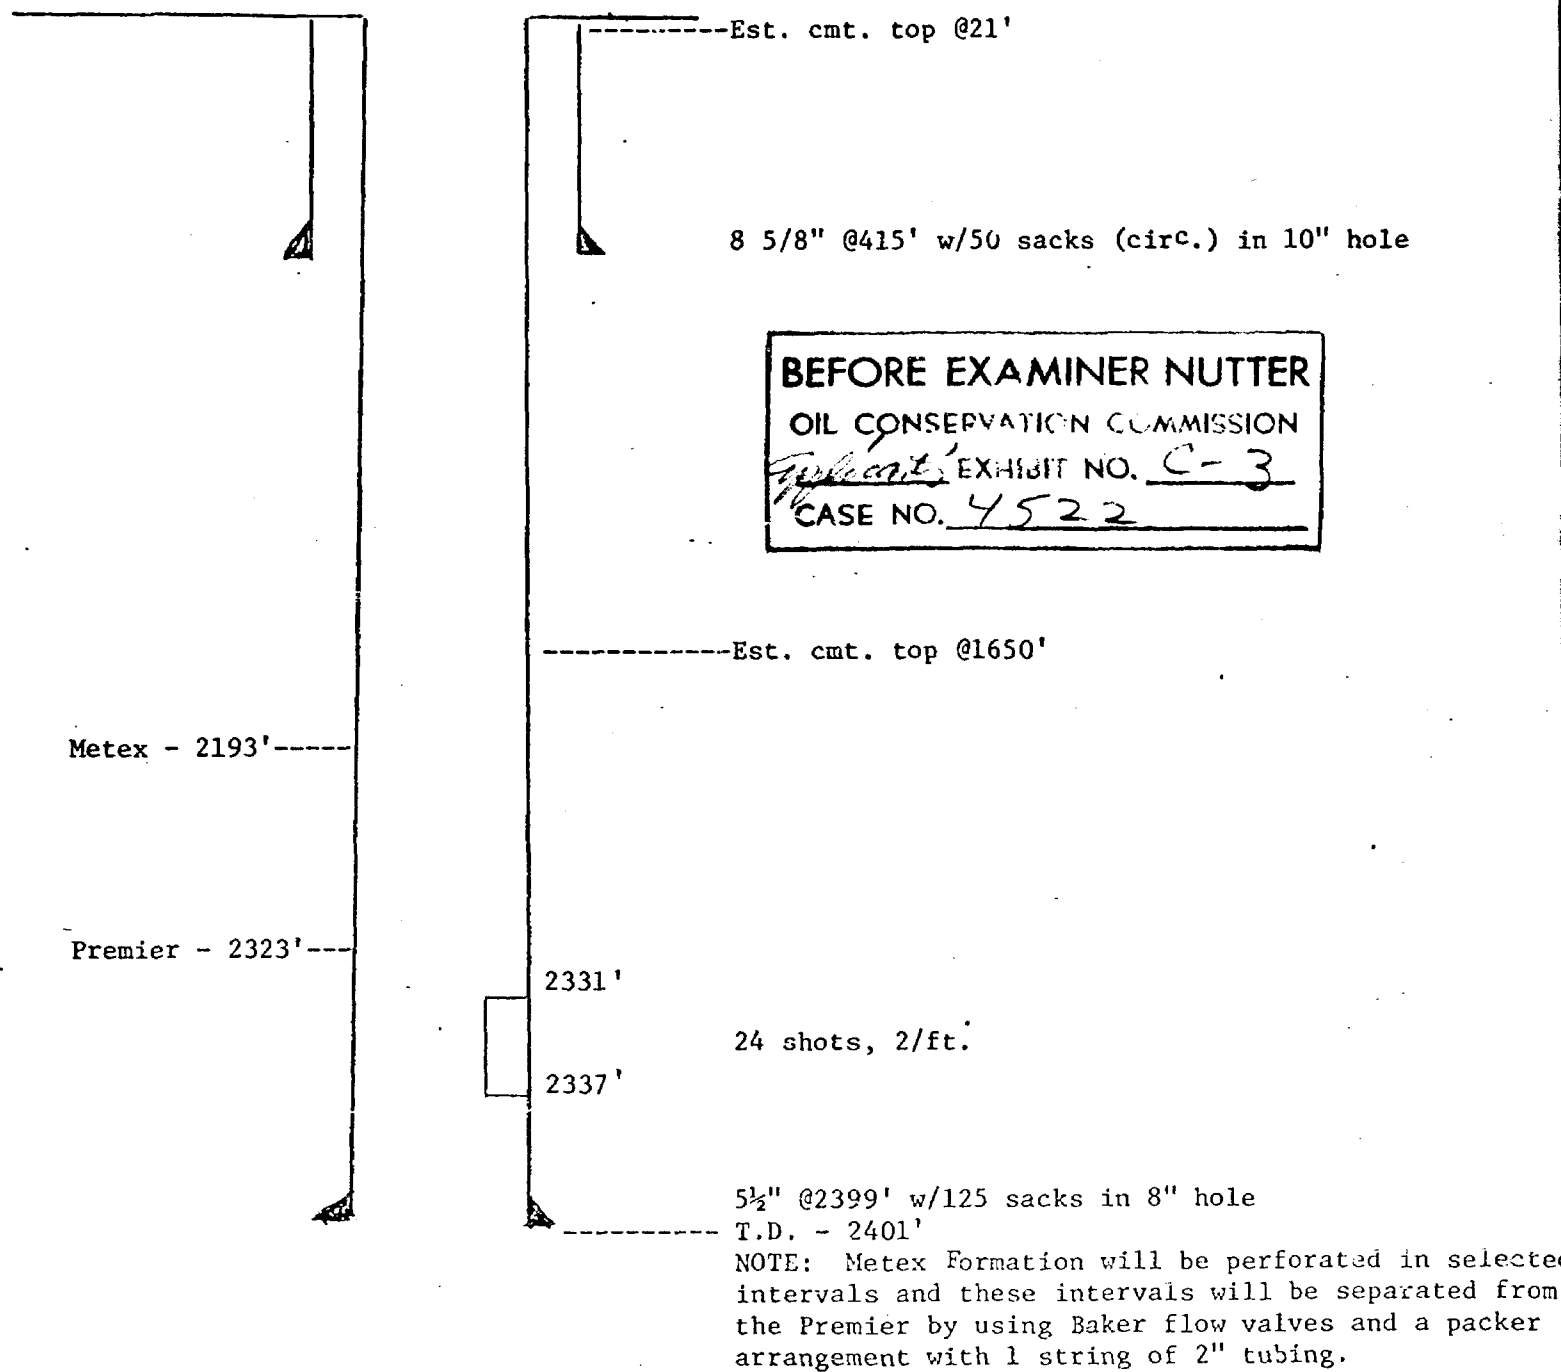 Est. cmt. top @21'
8 5/8" @415' w/50 sacks (circ.) in 10" hole
BEFORE EXAMINER NUTTER
OIL CONSERVATION COMMISSION
EXHIBIT NO. C-3
CASE NO. 4522
Est. cmt. top @1650'
Metex - 2193'
Premier - 2323'
2331'
24 shots, 2/ft.
2337'
5½" @2399' w/125 sacks in 8" hole
T.D. - 2401'
NOTE: Metex Formation will be perforated in selected
intervals and these intervals will be separated from
the Premier by using Baker flow valves and a packer
arrangement with 1 string of 2" tubing.